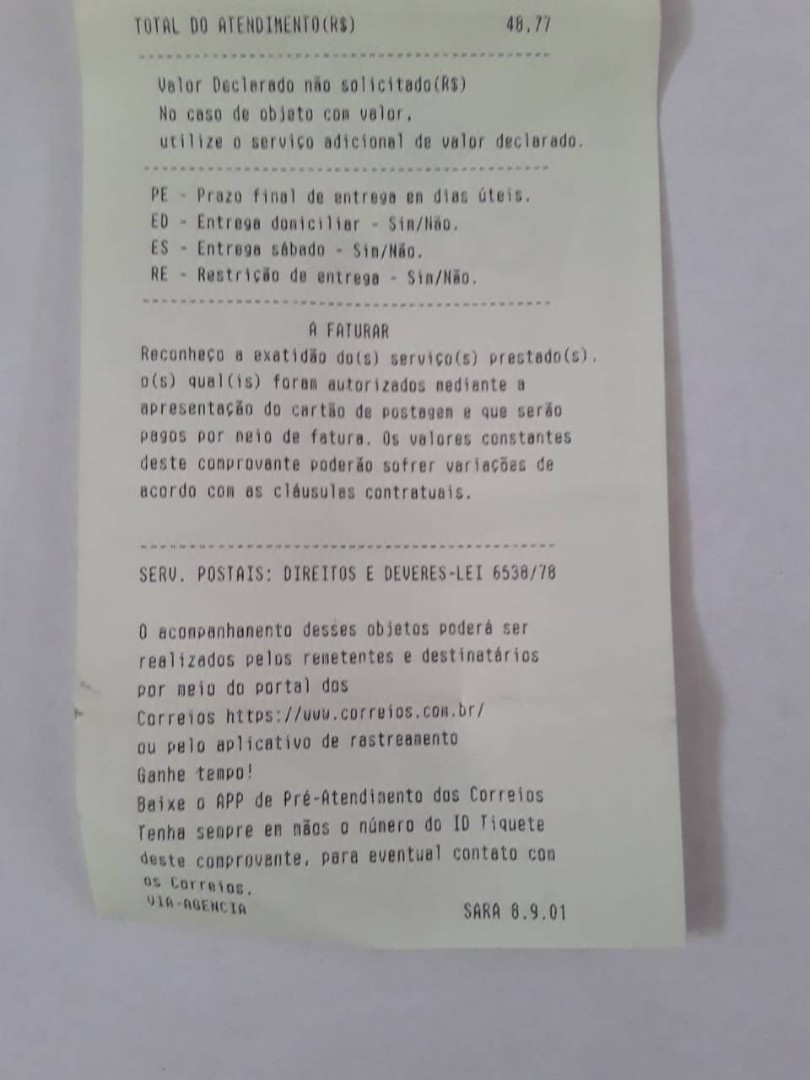 TOTAL DO ATENDIMENTO(R$) 48,77
Valor Declarado não solicitado(R$)
No caso de objeto com valor,
utilize o serviço adicional de valor declarado.
PE - Prazo final de entrega em dias úteis.
ED - Entrega domiciliar - Sim/Não.
ES - Entrega sábado - Sim/Não.
RE - Restrição de entrega - Sim/Não.
A FATURAR
Reconheço a exatidão do(s) serviço(s) prestado(s),
o(s) qual(is) foram autorizados mediante a
apresentação do cartão de postagem e que serão
pagos por meio de fatura. Os valores constantes
deste comprovante poderão sofrer variações de
acordo com as cláusulas contratuais.
SERV. POSTAIS: DIREITOS E DEVERES-LEI 6538/78
O acompanhamento desses objetos poderá ser
realizados pelos remetentes e destinatários
por meio do portal dos
Correios https://www.correios.com.br/
ou pelo aplicativo de rastreamento
Ganhe tempo!
Baixe o APP de Pré-Atendimento dos Correios
Tenha sempre em mãos o número do ID Tiquete
deste comprovante, para eventual contato com
os Correios.
VIA-AGENCIA SARA 8.9.01